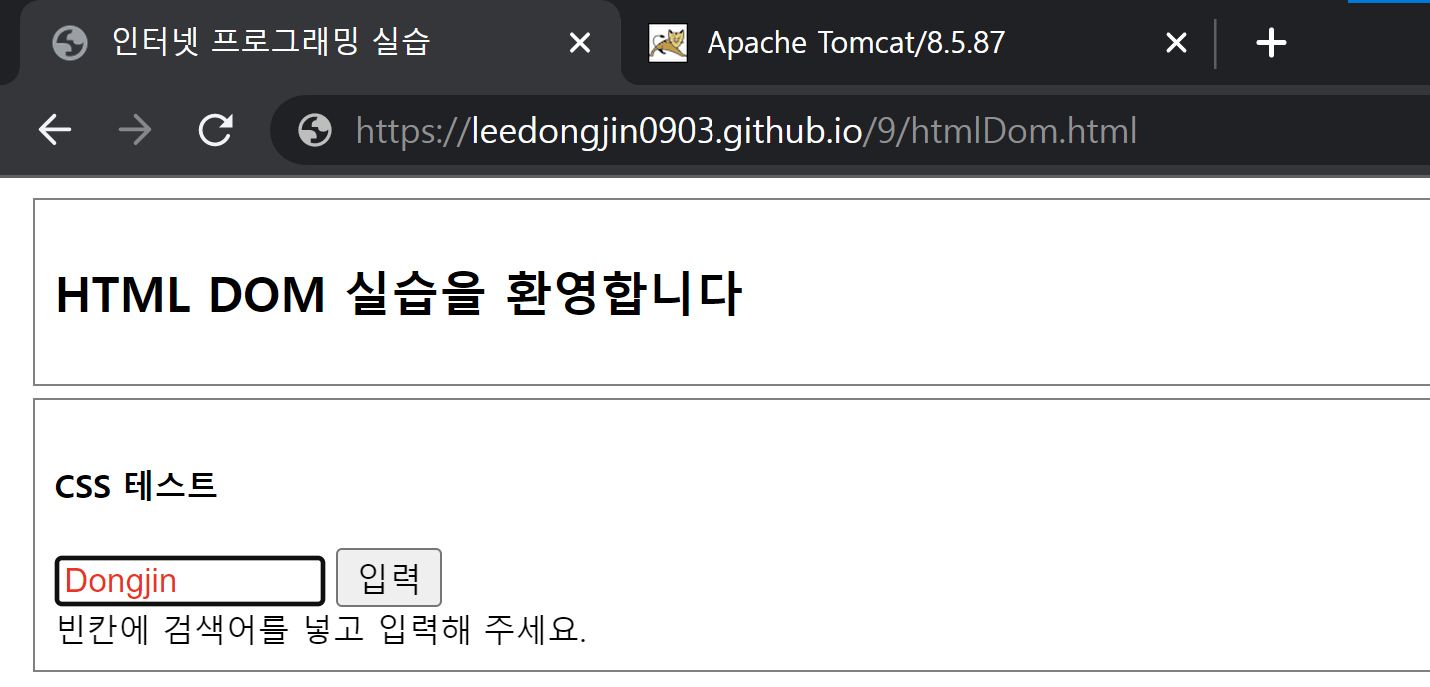 인터넷 프로그래밍 실습
Apache Tomcat/8.5.87
https://leedongjin0903.github.io/9/htmlDom.html
HTML DOM 실습을 환영합니다
CSS 테스트
Dongjin 입력
빈칸에 검색어를 넣고 입력해 주세요.